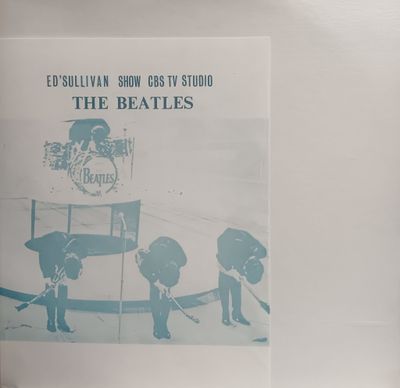 ED'SULLIVAN SHOW CBS TV STUDIO
THE BEATLES
BEATLES